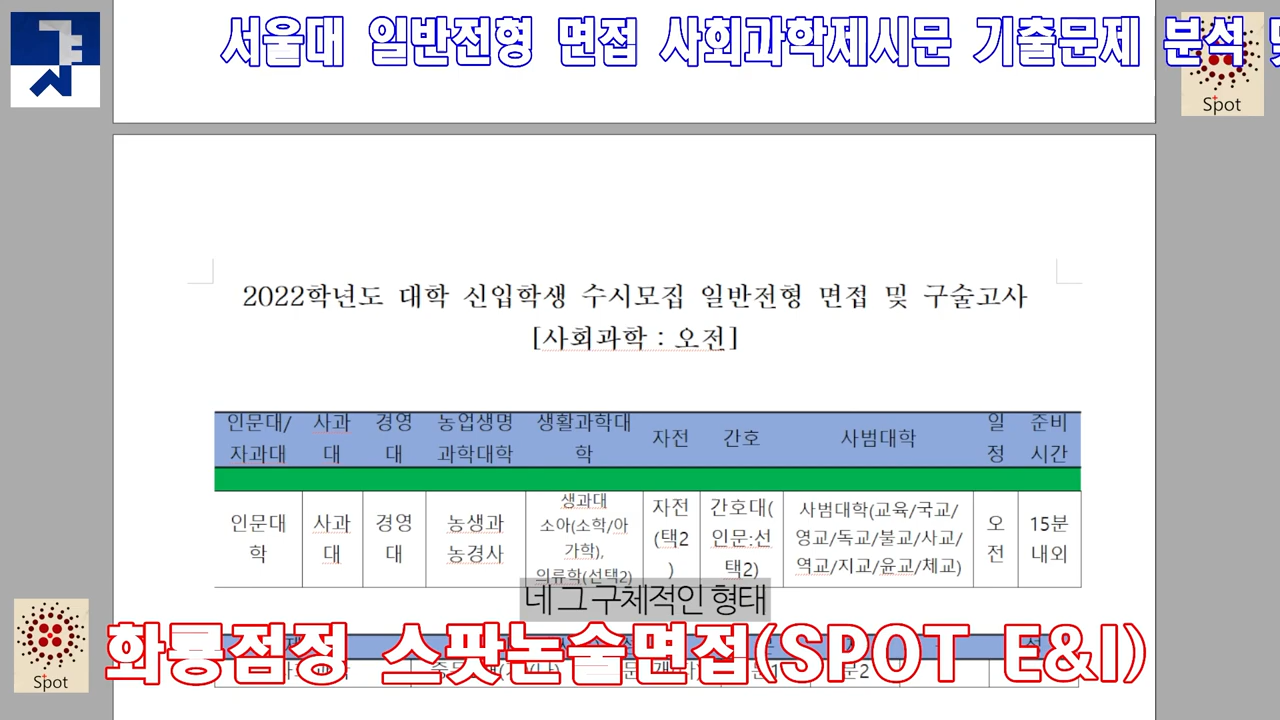 서울대 일반전형 면접 사회과학제시문 기출문제 분석
Spot
2022학년도 대학 신입학생 수시모집 일반전형 면접 및 구술고사
[사회과학 : 오전]
인문대/자과대 사과대 경영대 농업생명과학대학 생활과학대학 자전 간호 사범대학 일정 준비시간
인문대학 사과대 경영대 농생과 농경사 생과대 소아(소학/아가학), 의류학(선택2) 자전(택2) 간호대(인문:선택2) 사범대학(교육/국교/영교/독교/불교/사교/역교/지교/윤교/체교) 오전 15분 내외
네 그 구체적인 형태
화룡점정 스팟논술면접(SPOT E&I)
Spot